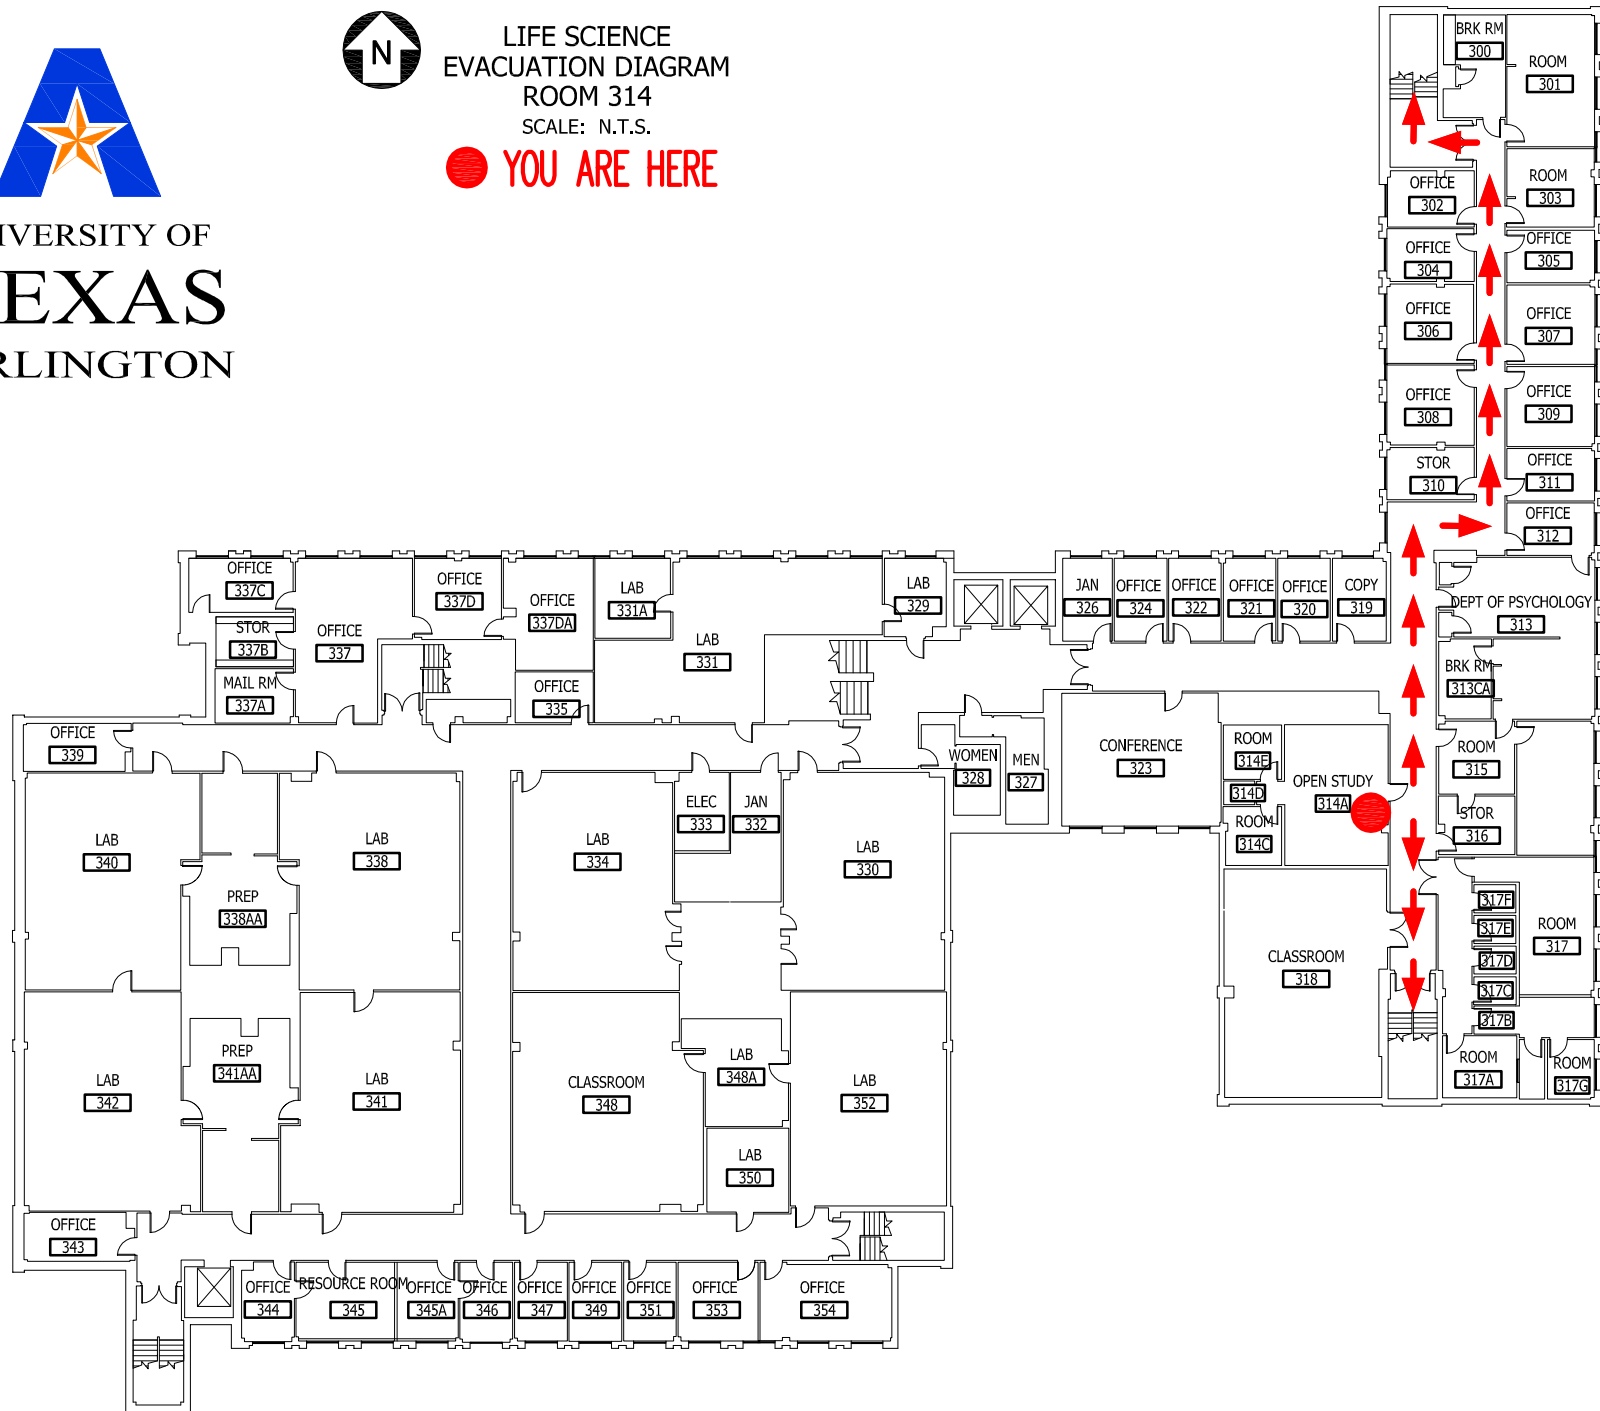 N
LIFE SCIENCE
EVACUATION DIAGRAM
ROOM 314
SCALE: N.T.S.
YOU ARE HERE
IVERSITY OF
EXAS
RLINGTON
BRK RM
300
ROOM
301
OFFICE
302
ROOM
303
OFFICE
304
OFFICE
305
OFFICE
306
OFFICE
307
OFFICE
308
OFFICE
309
STOR
310
OFFICE
311
OFFICE
312
OFFICE
337C
STOR
337B
MAIL RM
337A
OFFICE
337
OFFICE
337D
OFFICE
337DA
OFFICE
335
LAB
331A
LAB
331
LAB
329
JAN
326
OFFICE
324
OFFICE
322
OFFICE
321
OFFICE
320
COPY
319
DEPT OF PSYCHOLOGY
313
BRK RM
313CA
OFFICE
339
ROOM
315
STOR
316
CONFERENCE
323
ROOM
314E
314D
ROOM
314C
OPEN STUDY
314A
WOMEN
328
MEN
327
LAB
340
LAB
338
PREP
338AA
LAB
334
ELEC
333
JAN
332
LAB
330
CLASSROOM
318
317F
317E
317D
317C
317B
ROOM
317
ROOM
317A
ROOM
317G
LAB
342
PREP
341AA
LAB
341
CLASSROOM
348
LAB
348A
LAB
352
LAB
350
OFFICE
343
OFFICE
344
RESOURCE ROOM
345
OFFICE
345A
OFFICE
346
OFFICE
347
OFFICE
349
OFFICE
351
OFFICE
353
OFFICE
354